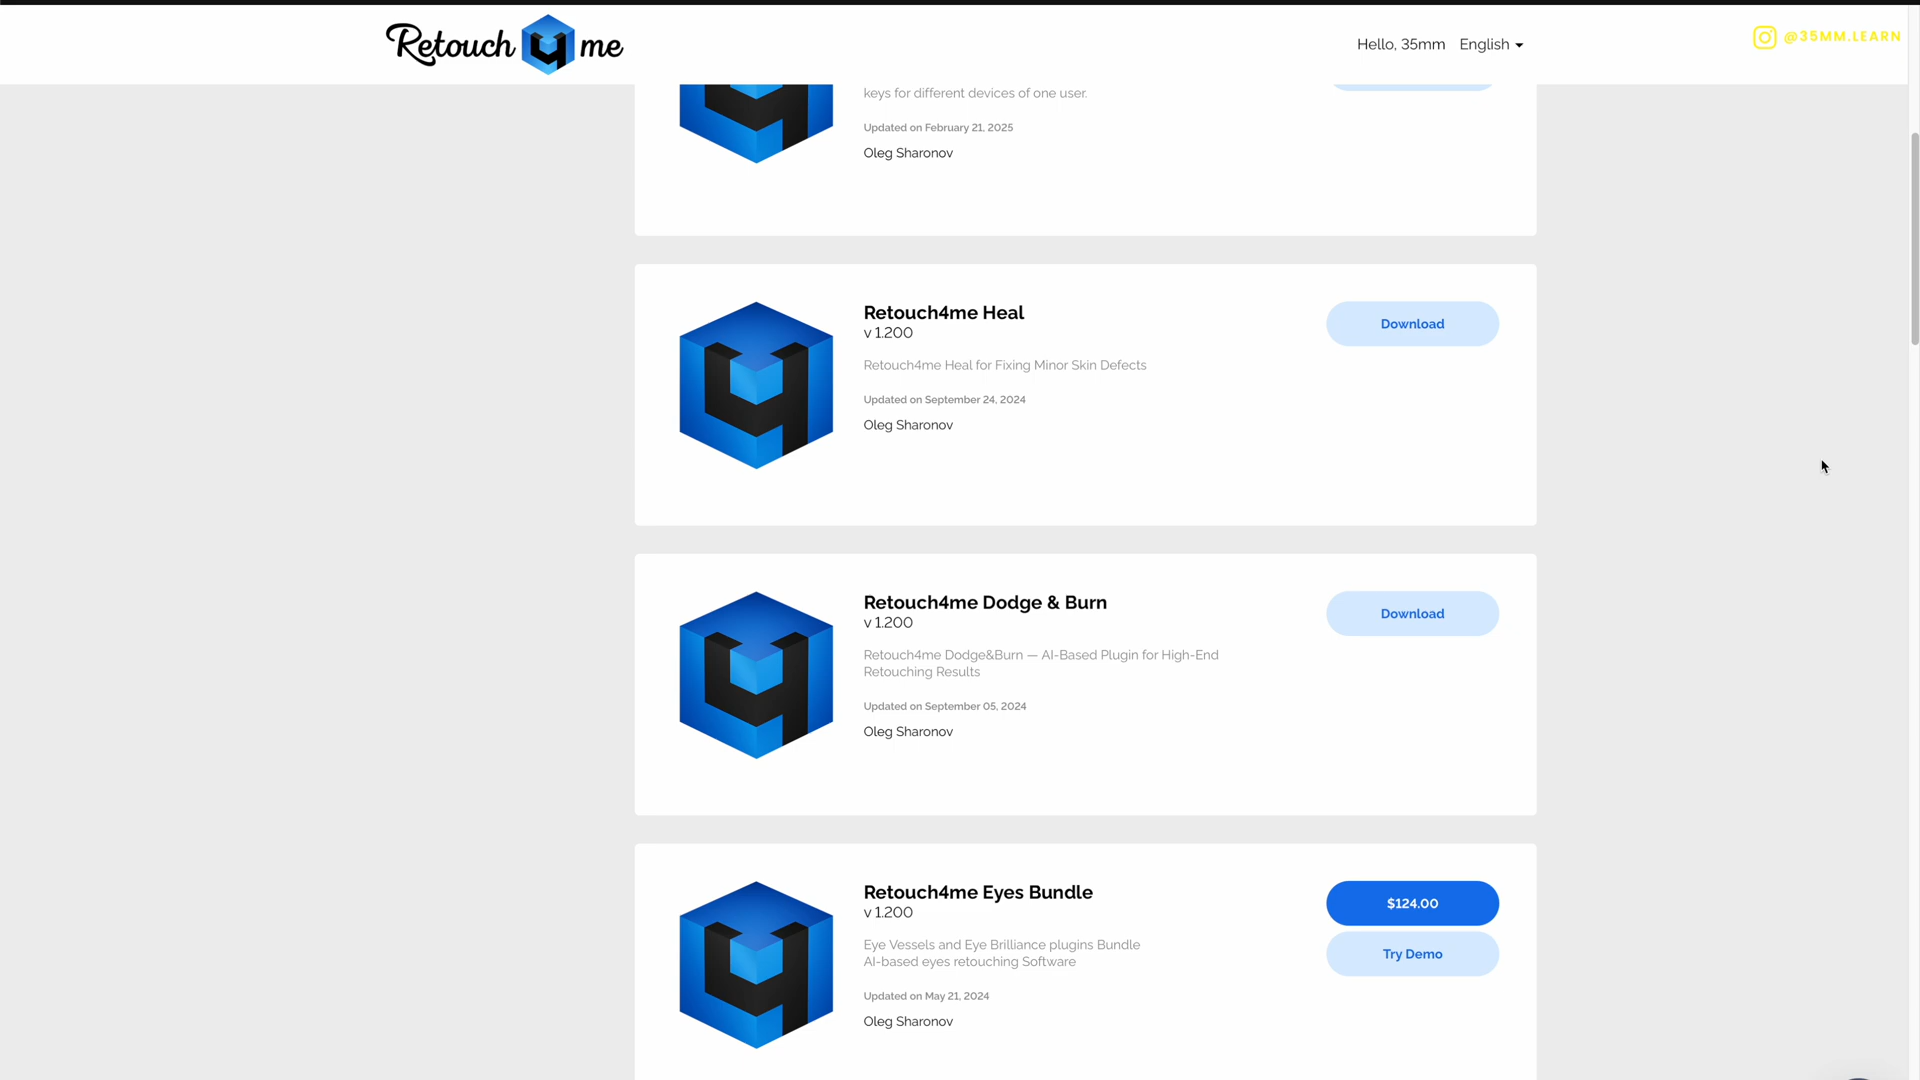 Retouch4me
Hello, 35mm
English
@35MM.LEARN
keys for different devices of one user.
Updated on February 21, 2025
Oleg Sharonov
Retouch4me Heal
v 1.200
Download
Retouch4me Heal for Fixing Minor Skin Defects
Updated on September 24, 2024
Oleg Sharonov
Retouch4me Dodge & Burn
v 1.200
Download
Retouch4me Dodge&Burn — AI-Based Plugin for High-End
Retouching Results
Updated on September 05, 2024
Oleg Sharonov
Retouch4me Eyes Bundle
v 1.200
$124.00
Eye Vessels and Eye Brilliance plugins Bundle
AI-based eyes retouching Software
Try Demo
Updated on May 21, 2024
Oleg Sharonov